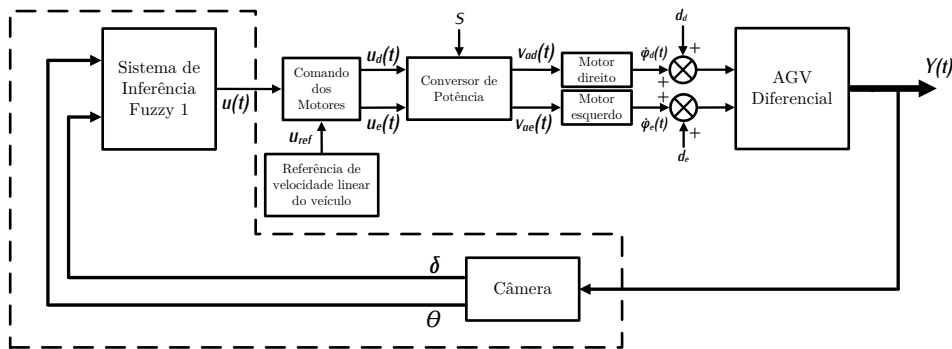 Sistema de
Inferência
Fuzzy 1
u(t)
Comando
dos
Motores
u_ref
Referência de
velocidade linear
do veículo
u_d(t)
u_e(t)
S
Conversor de
Potência
v_ad(t)
v_ae(t)
Motor
direito
Motor
esquerdo
φ̇_d(t)
φ̇_e(t)
d_d
+
+
+
+
d_e
AGV
Diferencial
Y(t)
δ
θ
Câmera